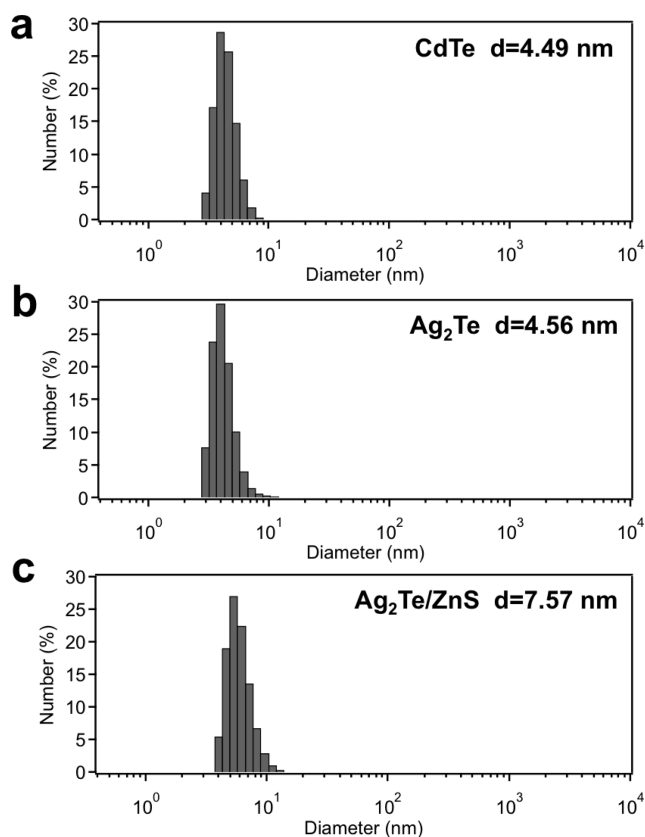 a
CdTe d=4.49 nm
Number (%)
30
25
20
15
10
5
0
10⁰ 10¹ 10² 10³ 10⁴
Diameter (nm)
b
Ag₂Te d=4.56 nm
Number (%)
30
25
20
15
10
5
0
10⁰ 10¹ 10² 10³ 10⁴
Diameter (nm)
c
Ag₂Te/ZnS d=7.57 nm
Number (%)
30
25
20
15
10
5
0
10⁰ 10¹ 10² 10³ 10⁴
Diameter (nm)